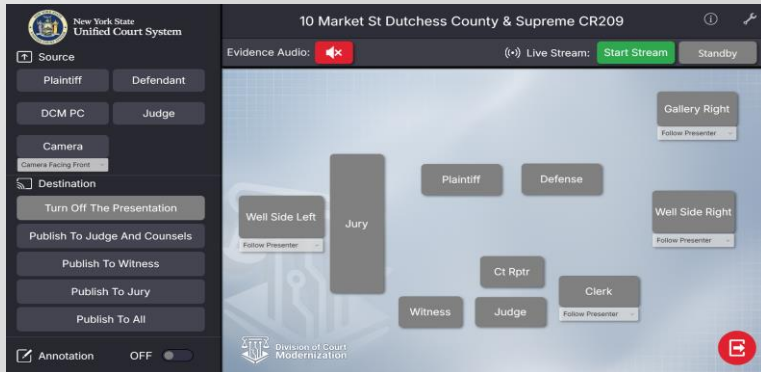 New York State
Unified Court System
10 Market St Dutchess County & Supreme CR209
Source
Plaintiff
Defendant
DCM PC
Judge
Camera
Camera Facing Front
Destination
Turn Off The Presentation
Publish To Judge And Counsels
Publish To Witness
Publish To Jury
Publish To All
Annotation OFF
Evidence Audio:
Live Stream:
Start Stream
Standby
Gallery Right
Follow Presenter
Plaintiff
Defense
Well Side Left
Follow Presenter
Jury
Well Side Right
Follow Presenter
Ct Rptr
Clerk
Follow Presenter
Witness
Judge
Division of Court
Modernization